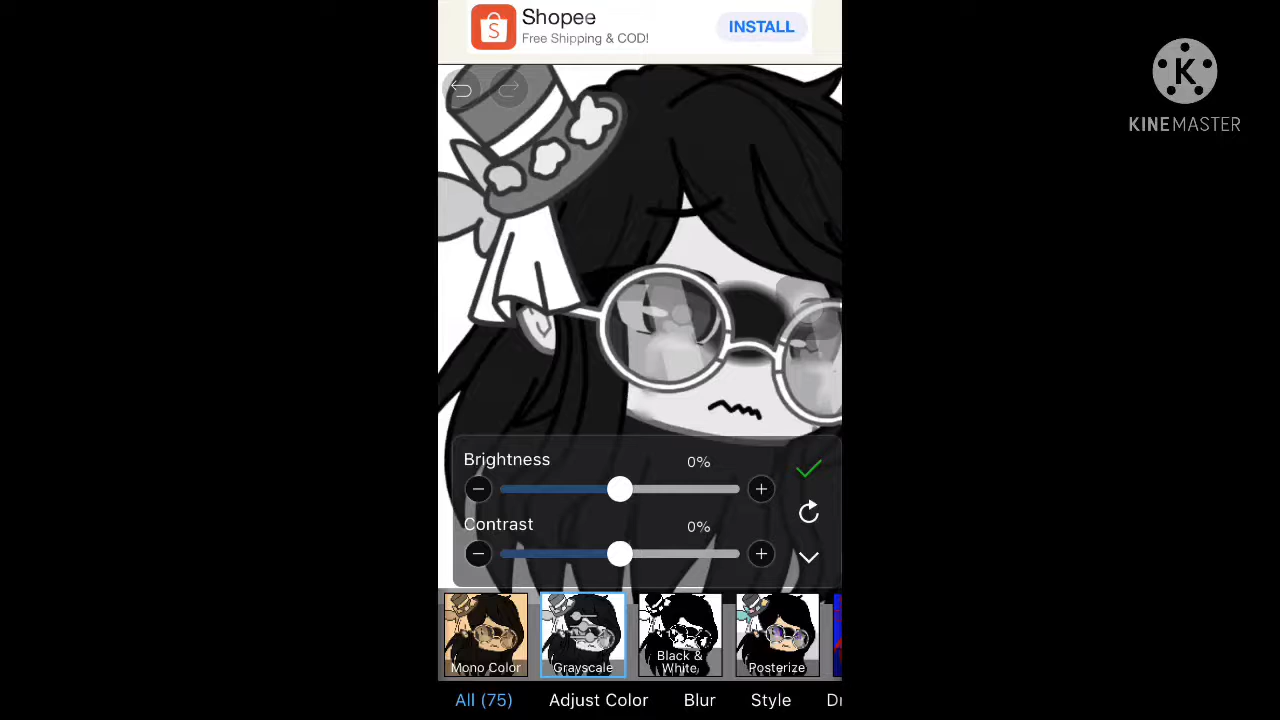 Shopee
Free Shipping & COD!
INSTALL
K
KINEMASTER
Brightness
0%
Contrast
0%
Mono Color
Grayscale
Black &
White
Posterize
All (75)
Adjust Color
Blur
Style